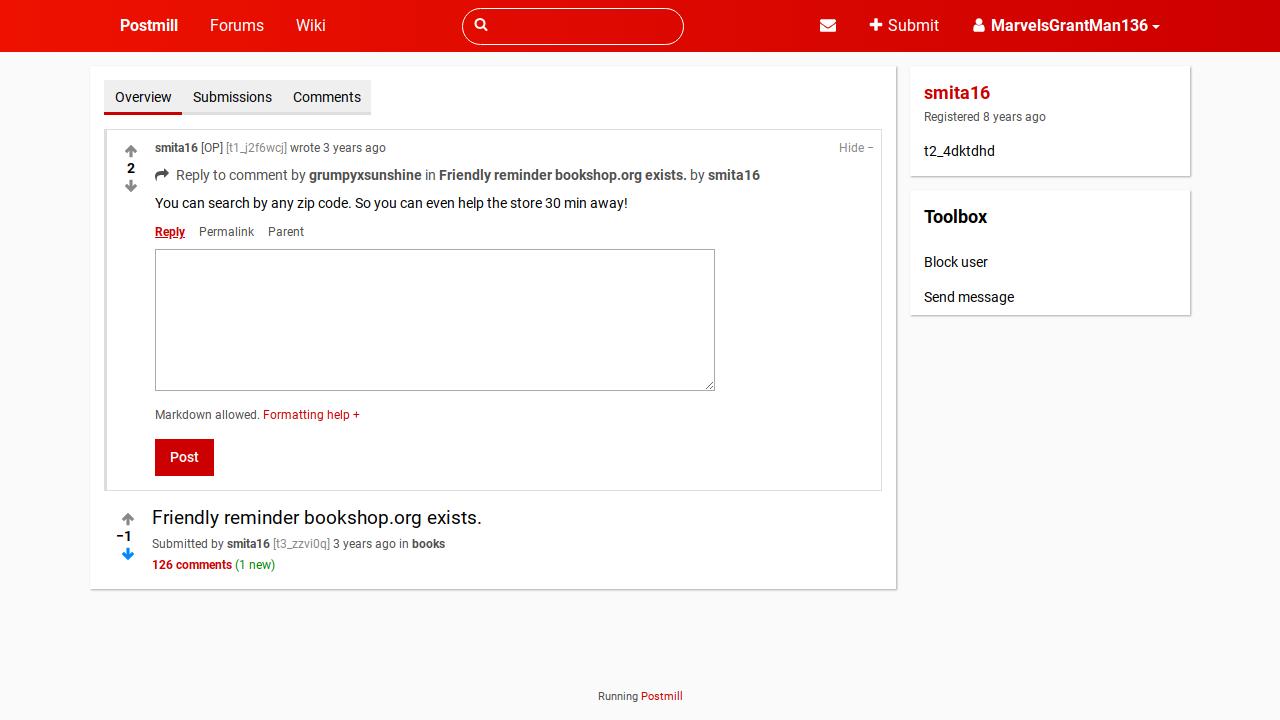 Postmill Forums Wiki Submit MarvelsGrantMan136
Overview Submissions Comments
smita16 [OP] [t1_j2f6wcj] wrote 3 years ago Hide −
2
Reply to comment by grumpyxsunshine in Friendly reminder bookshop.org exists. by smita16
You can search by any zip code. So you can even help the store 30 min away!
Reply Permalink Parent
Markdown allowed. Formatting help +
Post
Friendly reminder bookshop.org exists.
−1
Submitted by smita16 [t3_zzvi0q] 3 years ago in books
126 comments (1 new)
smita16
Registered 8 years ago
t2_4dktdhd
Toolbox
Block user
Send message
Running Postmill